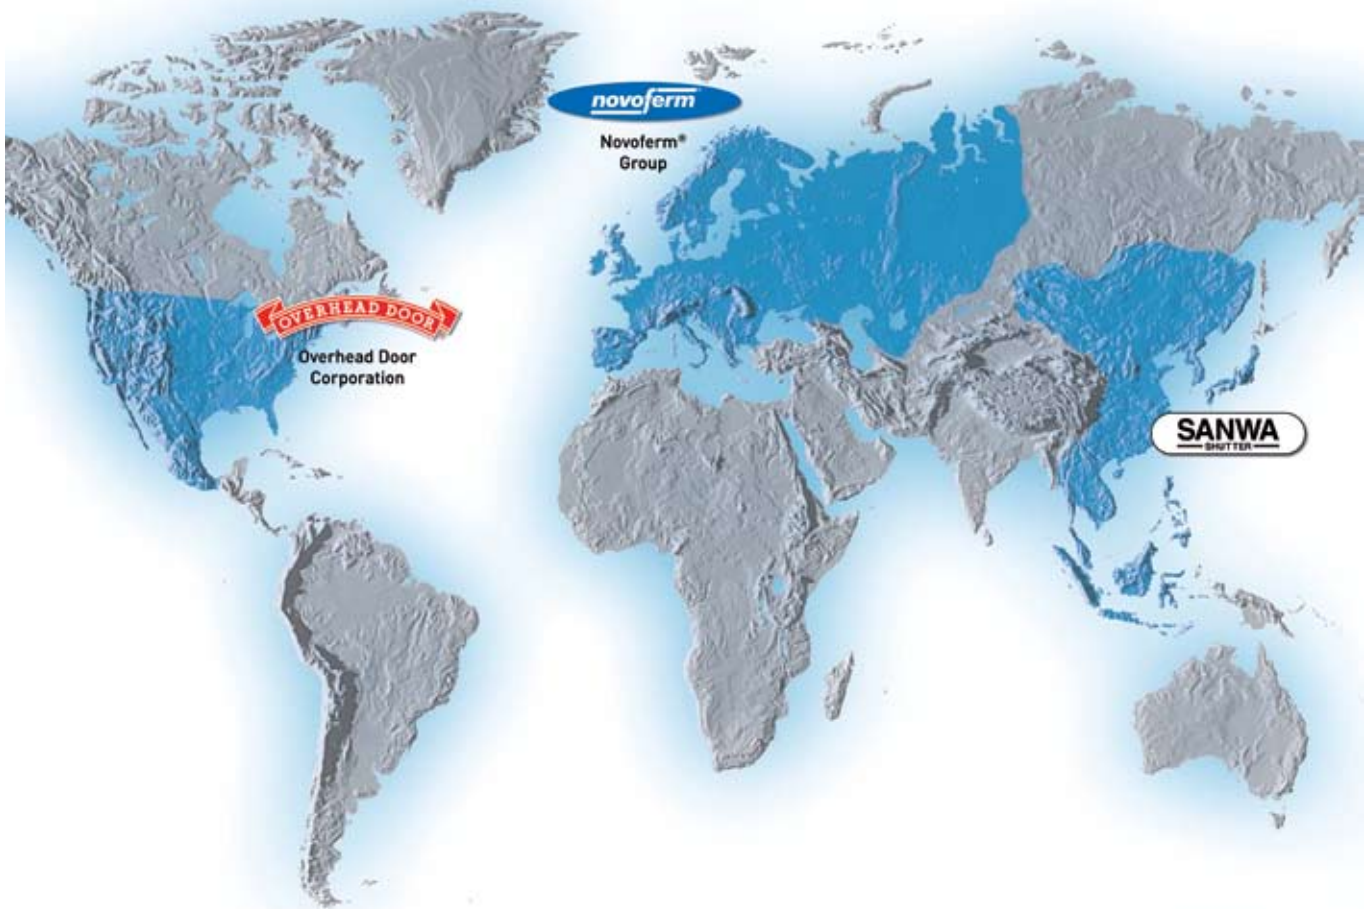 novoferm
Novoferm®
Group
OVERHEAD DOOR
Overhead Door
Corporation
SANWA
SHUTTER